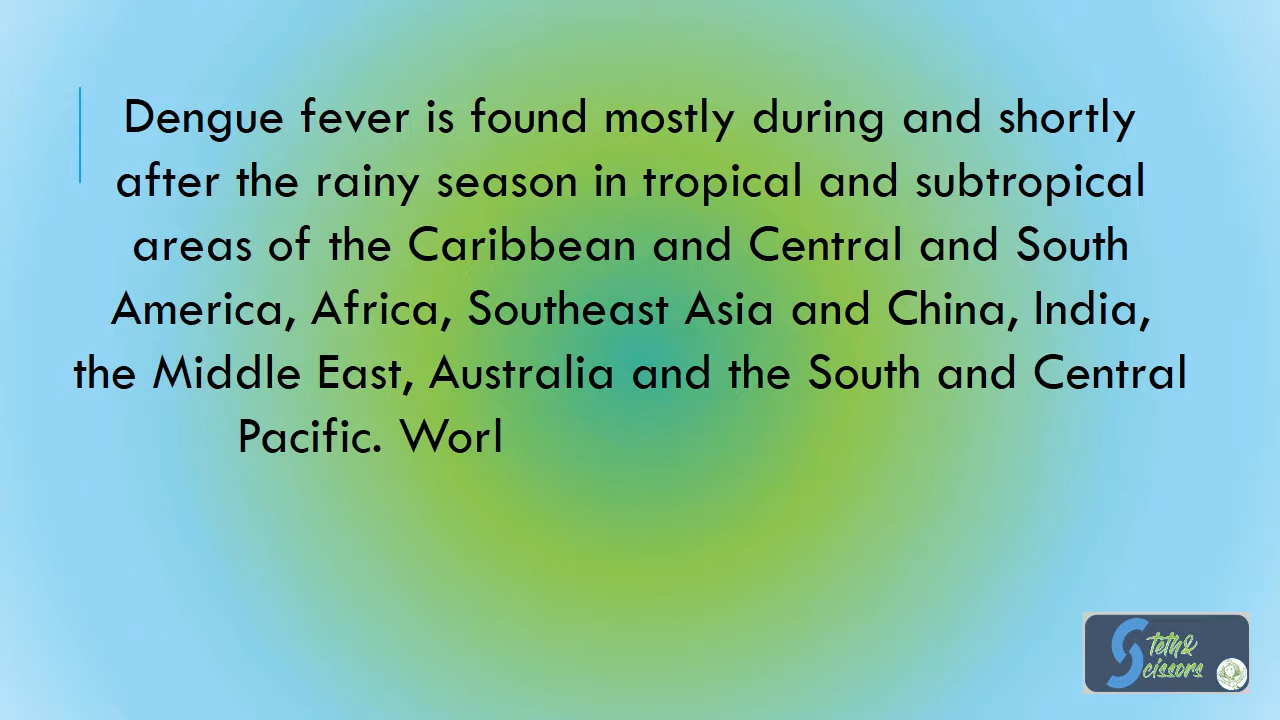 Dengue fever is found mostly during and shortly
after the rainy season in tropical and subtropical
areas of the Caribbean and Central and South
America, Africa, Southeast Asia and China, India,
the Middle East, Australia and the South and Central
Pacific. Worl
Steth&
Scissors